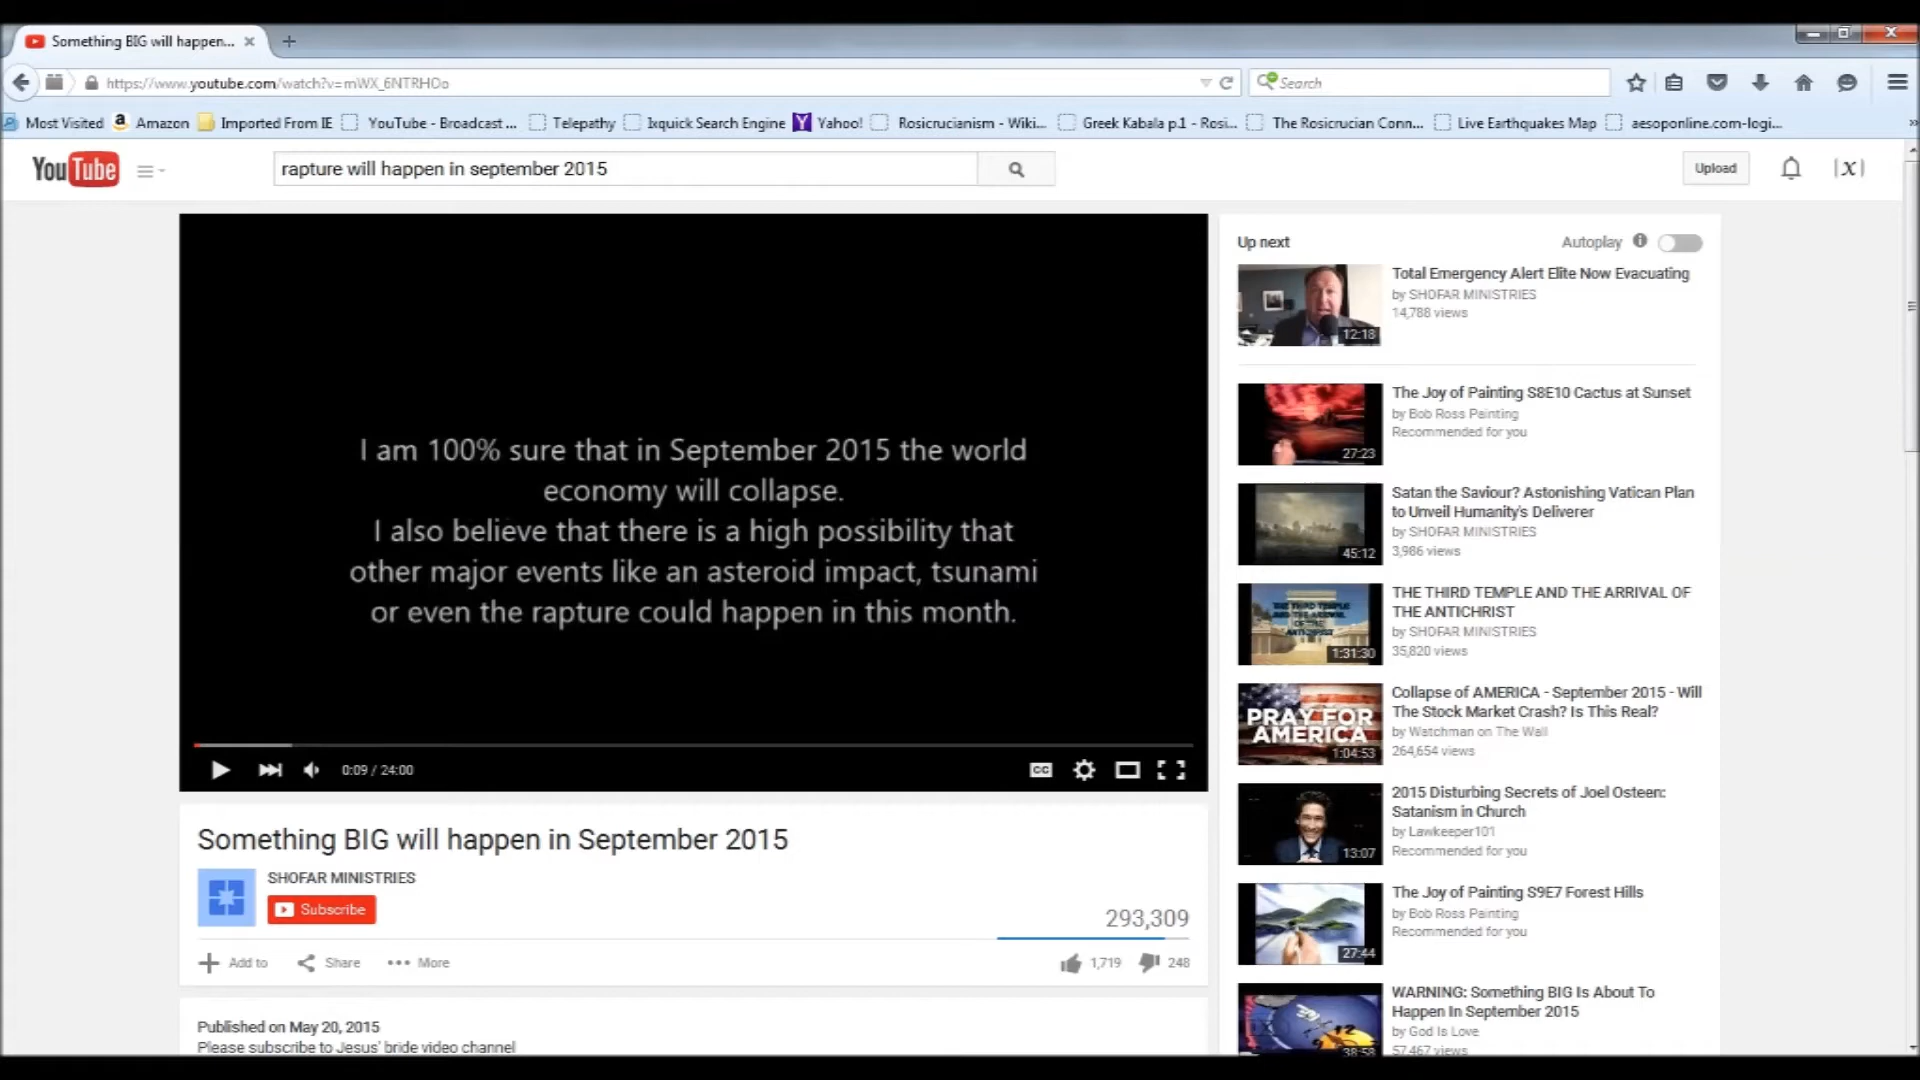 Something BIG will happen...
https://www.youtube.com/watch?v=mWX_6NTRHOo
Search
Most Visited
Amazon
Imported From IE
YouTube - Broadcast ...
Telepathy
Ixquick Search Engine
Yahoo!
Rosicrucianism - Wiki...
Greek Kabala p.1 - Rosi...
The Rosicrucian Conn...
Live Earthquakes Map
aesoponline.com-logi...
YouTube
rapture will happen in september 2015
Upload
|x|
I am 100% sure that in September 2015 the world
economy will collapse.
I also believe that there is a high possibility that
other major events like an asteroid impact, tsunami
or even the rapture could happen in this month.
0:09 / 24:00
CC
Something BIG will happen in September 2015
SHOFAR MINISTRIES
Subscribe
293,309
Add to
Share
More
1,719
248
Published on May 20, 2015
Please subscribe to Jesus' bride video channel
Up next
Autoplay
Total Emergency Alert Elite Now Evacuating
by SHOFAR MINISTRIES
14,788 views
12:18
The Joy of Painting S8E10 Cactus at Sunset
by Bob Ross Painting
Recommended for you
27:23
Satan the Saviour? Astonishing Vatican Plan
to Unveil Humanity's Deliverer
by SHOFAR MINISTRIES
3,986 views
45:12
THE THIRD TEMPLE AND THE ARRIVAL OF
THE ANTICHRIST
by SHOFAR MINISTRIES
35,820 views
THE THIRD TEMPLE
AND THE ARRIVAL
OF THE
ANTICHRIST
1:31:30
Collapse of AMERICA - September 2015 - Will
The Stock Market Crash? Is This Real?
by Watchman on The Wall
264,654 views
PRAY FOR
AMERICA
1:04:53
2015 Disturbing Secrets of Joel Osteen:
Satanism in Church
by Lawkeeper101
Recommended for you
13:07
The Joy of Painting S9E7 Forest Hills
by Bob Ross Painting
Recommended for you
27:44
WARNING: Something BIG Is About To
Happen In September 2015
by God Is Love
57,467 views
12
38:58